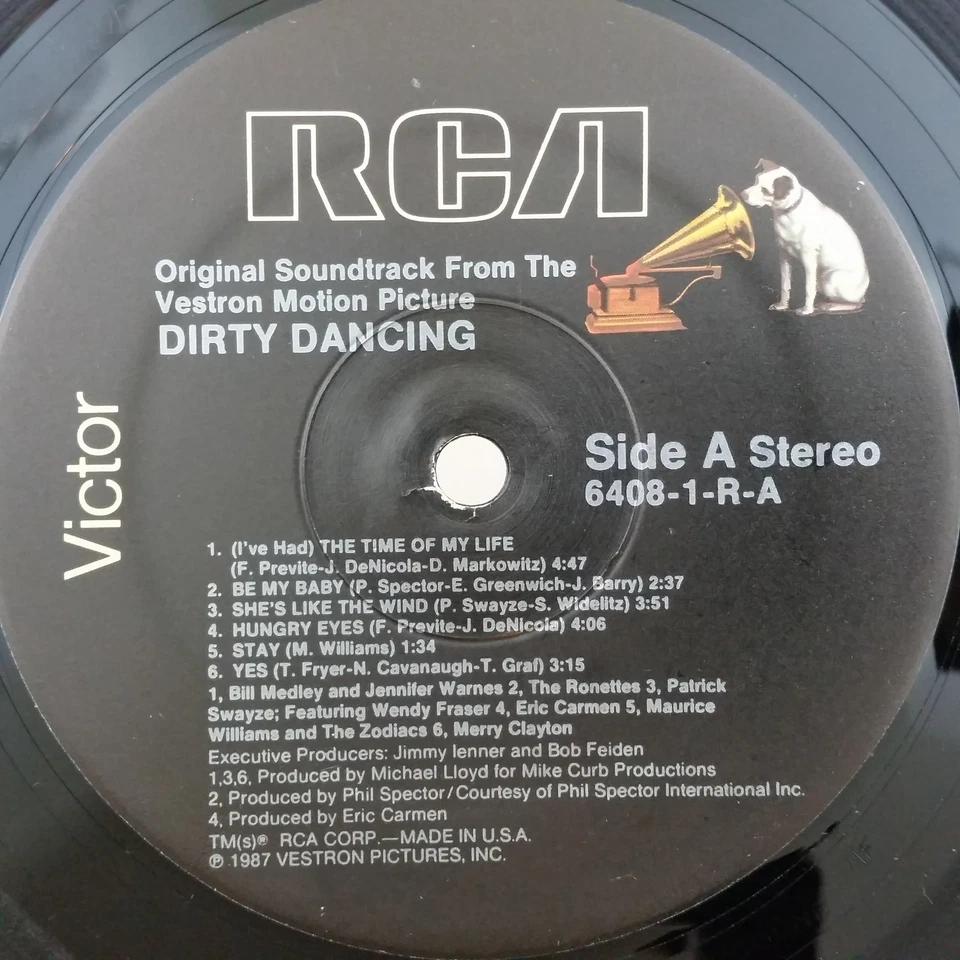 RCA
Original Soundtrack From The
Vestron Motion Picture
DIRTY DANCING
Victor
Side A Stereo
6408-1-R-A
1. (I've Had) THE TIME OF MY LIFE
(F. Previte-J. DeNicola-D. Markowitz) 4:47
2. BE MY BABY (P. Spector-E. Greenwich-J. Barry) 2:37
3. SHE'S LIKE THE WIND (P. Swayze-S. Widelitz) 3:51
4. HUNGRY EYES (F. Previte-J. DeNicola) 4:06
5. STAY (M. Williams) 1:34
6. YES (T. Fryer-N. Cavanaugh-T. Graf) 3:15
1, Bill Medley and Jennifer Warnes 2, The Ronettes 3, Patrick
Swayze; Featuring Wendy Fraser 4, Eric Carmen 5, Maurice
Williams and The Zodiacs 6, Merry Clayton
Executive Producers: Jimmy Ienner and Bob Feiden
1,3,6, Produced by Michael Lloyd for Mike Curb Productions
2, Produced by Phil Spector/Courtesy of Phil Spector International Inc.
4, Produced by Eric Carmen
TM(s)® RCA CORP.—MADE IN U.S.A.
℗ 1987 VESTRON PICTURES, INC.